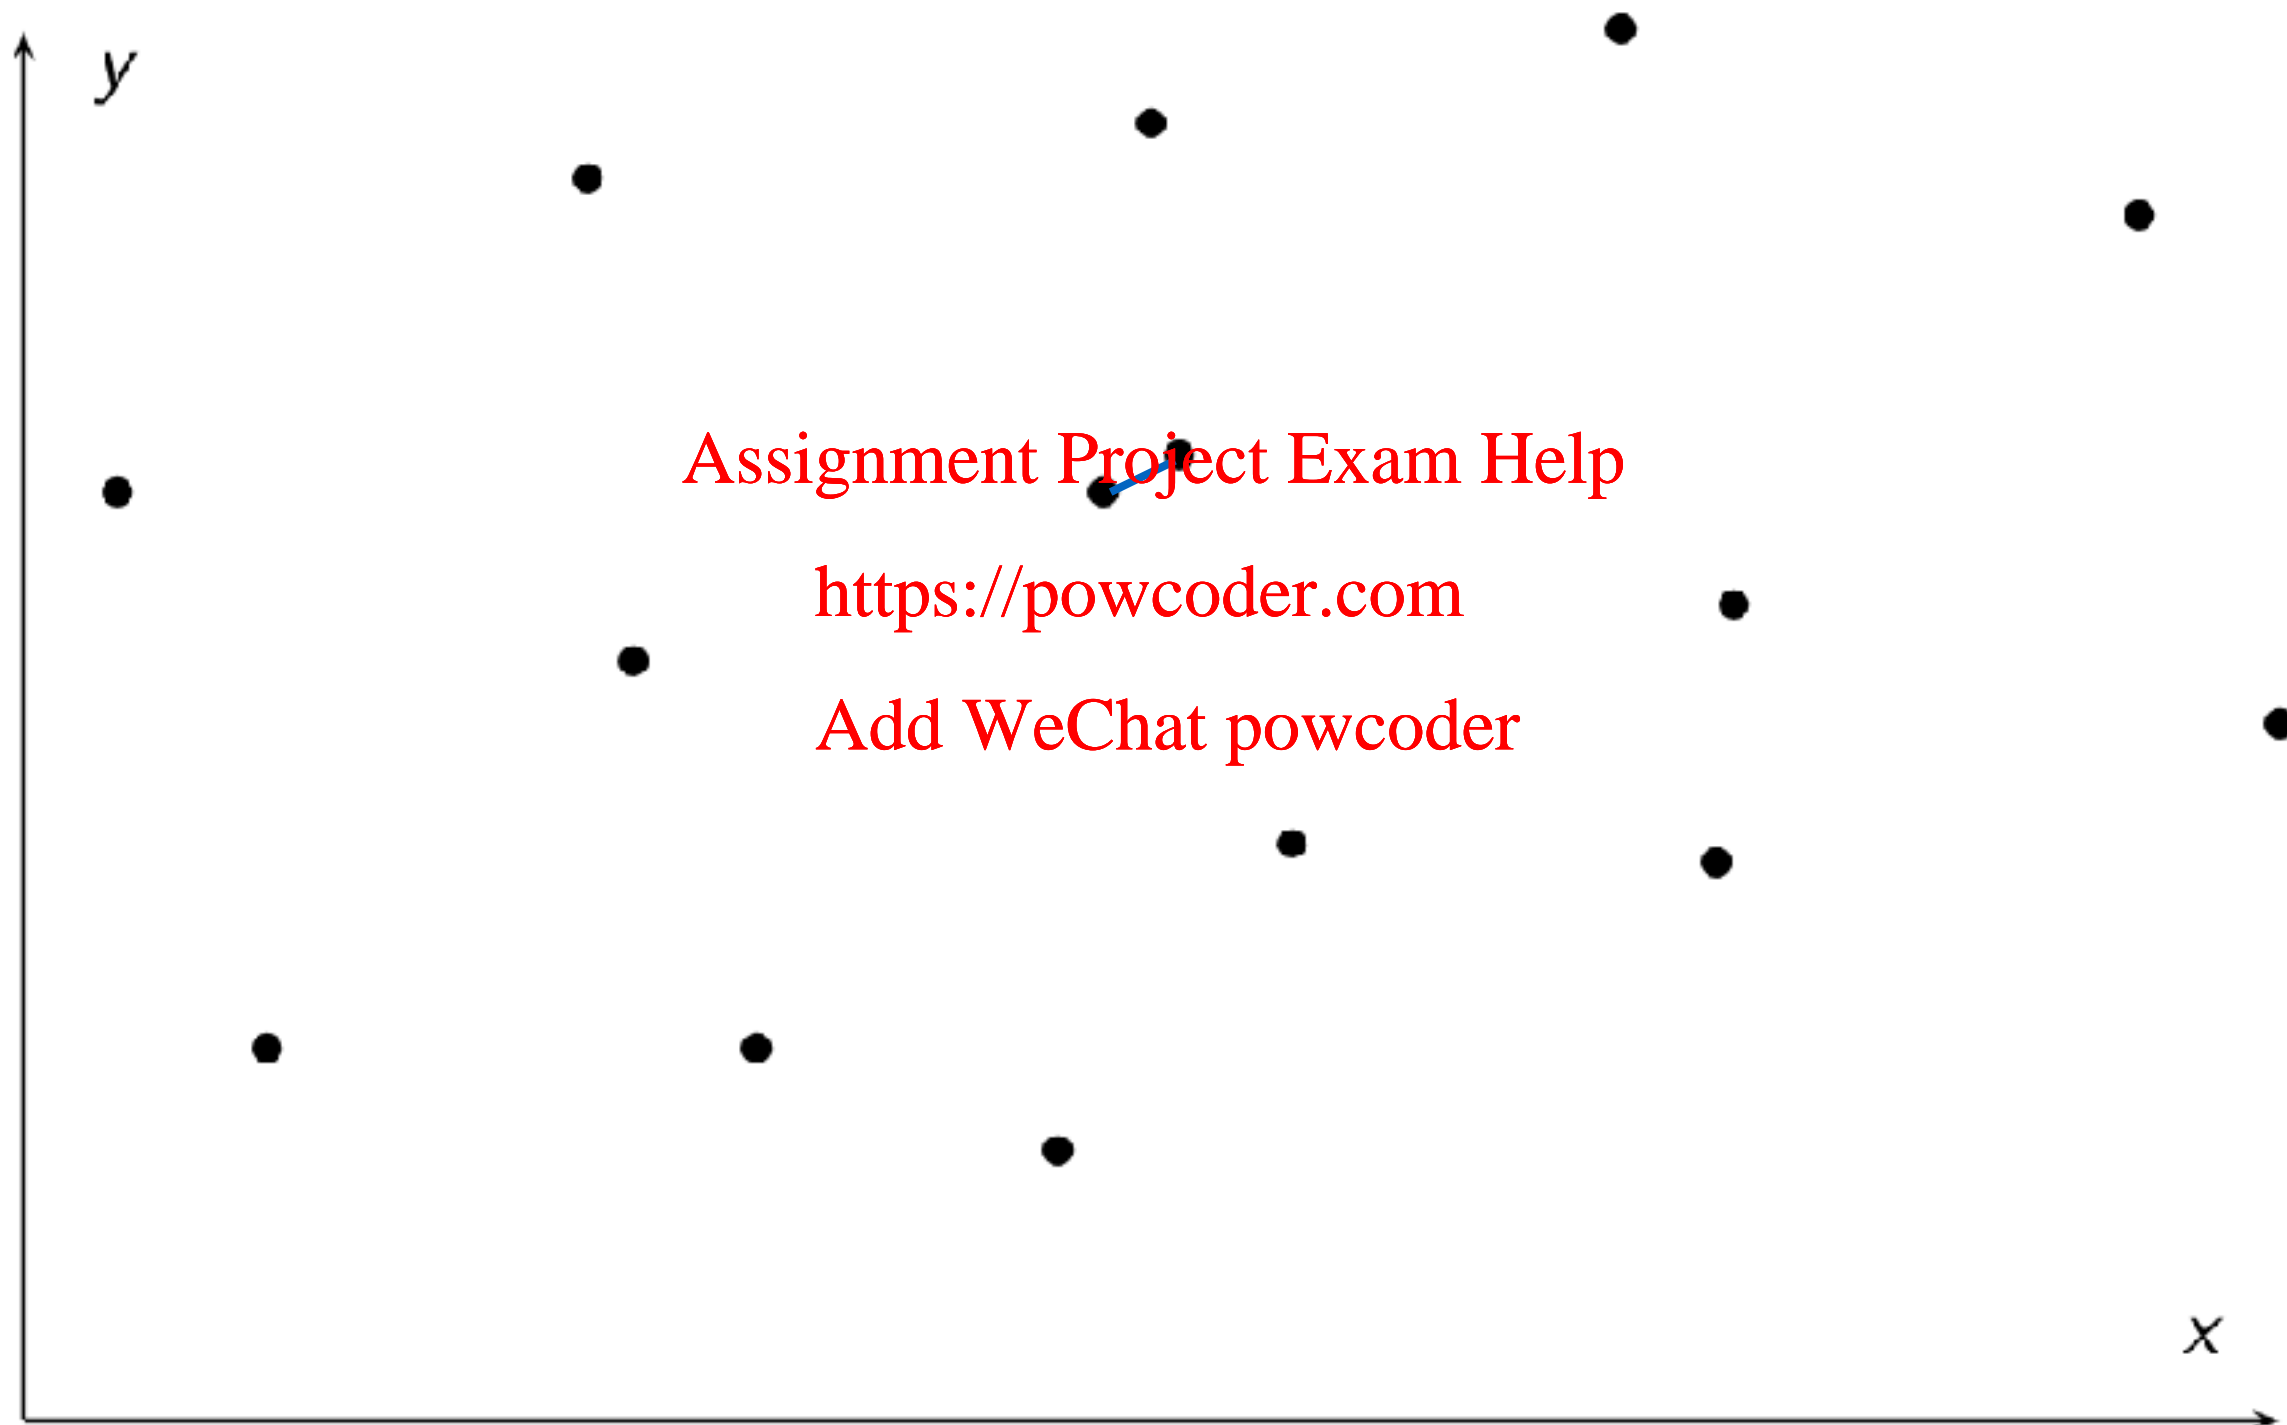 y
Assignment Project Exam Help
https://powcoder.com
Add WeChat powcoder
x